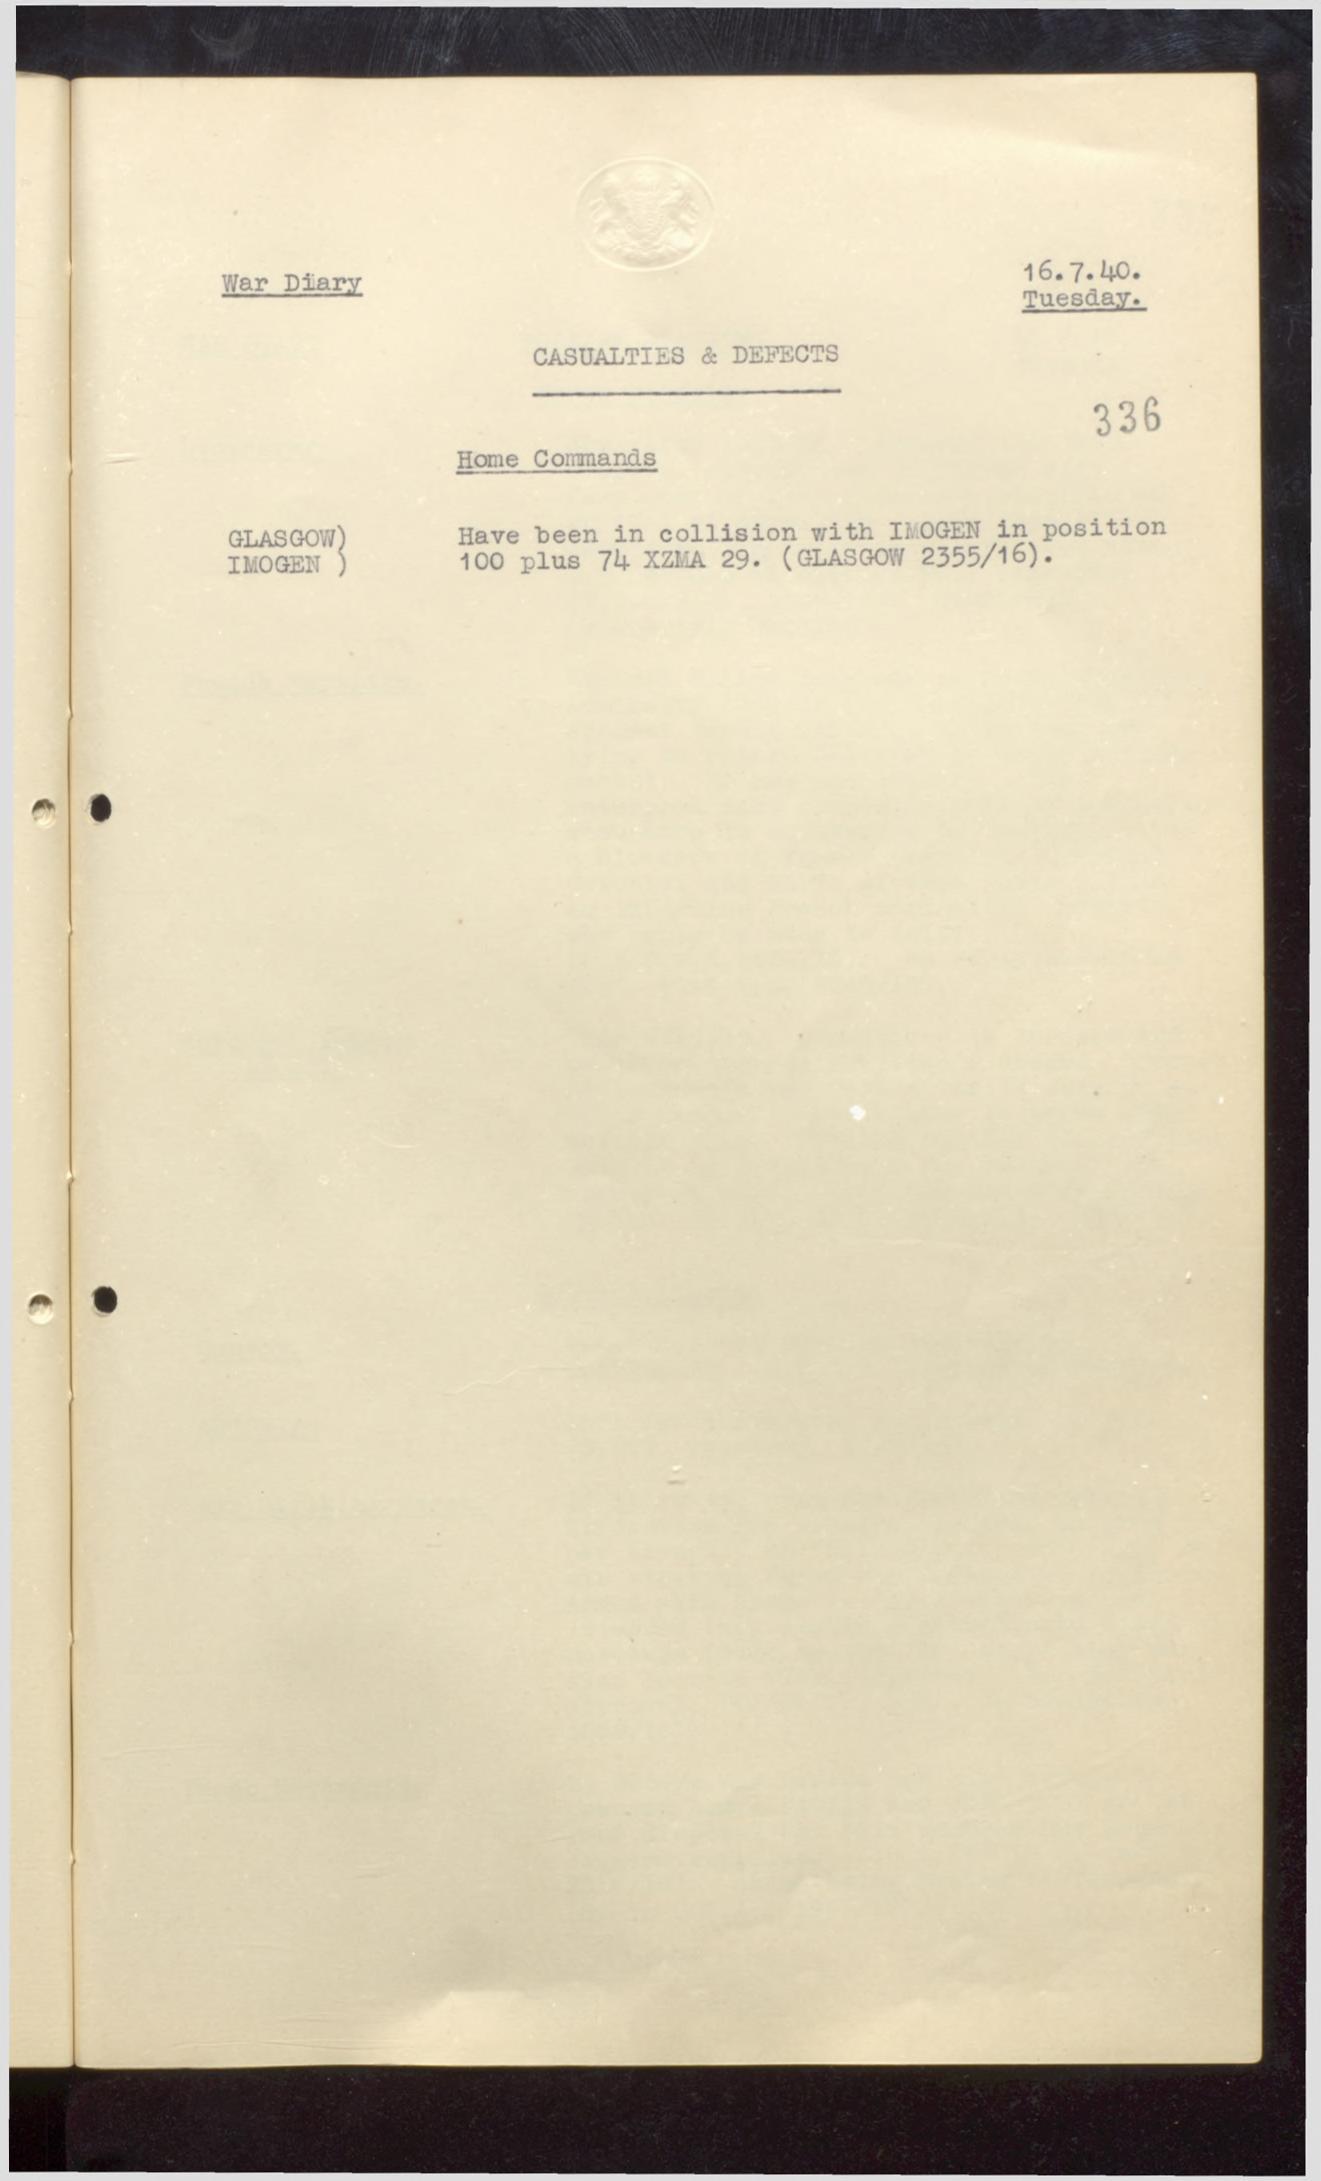 War Diary
16.7.40.
Tuesday.
CASUALTIES & DEFECTS
336
Home Commands
GLASGOW) Have been in collision with IMOGEN in position
IMOGEN ) 100 plus 74 XZMA 29. (GLASGOW 2355/16).